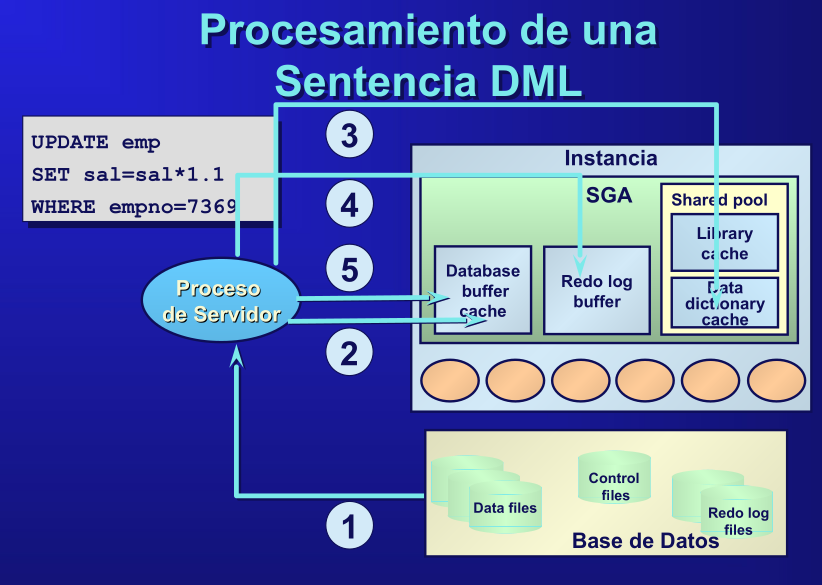 Procesamiento de una
Sentencia DML
UPDATE emp
SET sal=sal*1.1
WHERE empno=7369
3
4
5
2
1
Proceso
de Servidor
Instancia
SGA
Shared pool
Library
cache
Data
dictionary
cache
Database
buffer
cache
Redo log
buffer
Data files
Control
files
Redo log
files
Base de Datos